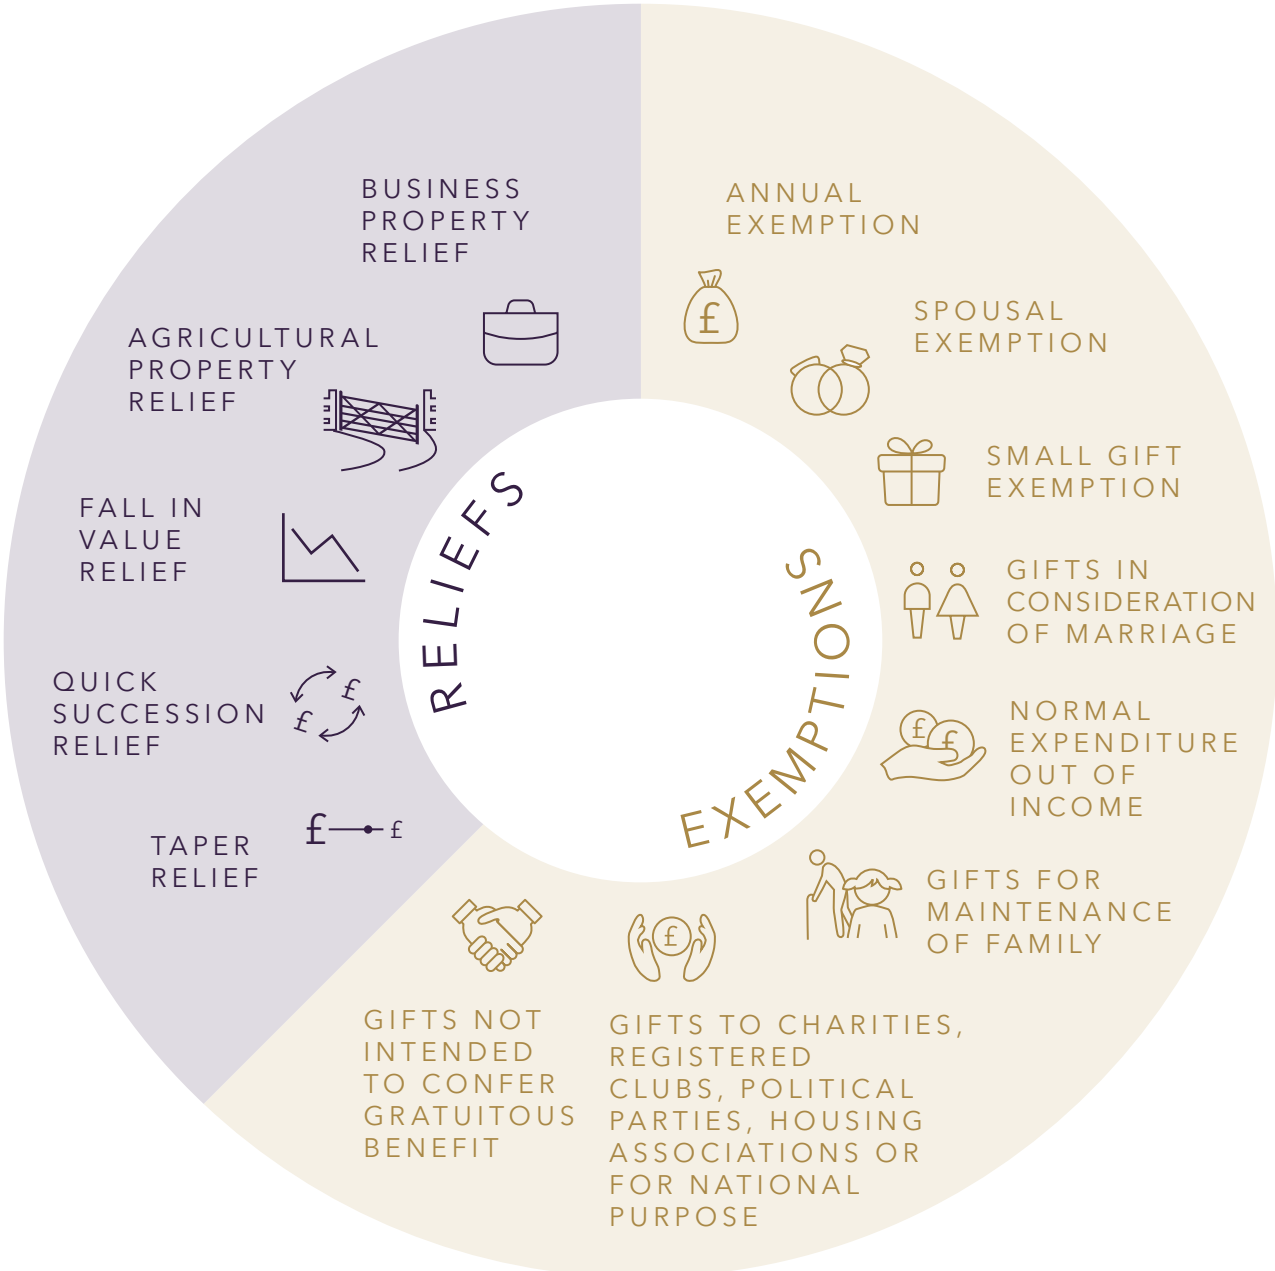 BUSINESS
PROPERTY
RELIEF
AGRICULTURAL
PROPERTY
RELIEF
FALL IN
VALUE
RELIEF
QUICK
SUCCESSION
RELIEF
£
£
TAPER
RELIEF
£
£
RELIEFS
ANNUAL
EXEMPTION
£
SPOUSAL
EXEMPTION
SMALL GIFT
EXEMPTION
GIFTS IN
CONSIDERATION
OF MARRIAGE
NORMAL
EXPENDITURE
OUT OF
INCOME
£
£
GIFTS FOR
MAINTENANCE
OF FAMILY
£
GIFTS TO CHARITIES,
REGISTERED
CLUBS, POLITICAL
PARTIES, HOUSING
ASSOCIATIONS OR
FOR NATIONAL
PURPOSE
GIFTS NOT
INTENDED
TO CONFER
GRATUITOUS
BENEFIT
EXEMPTIONS